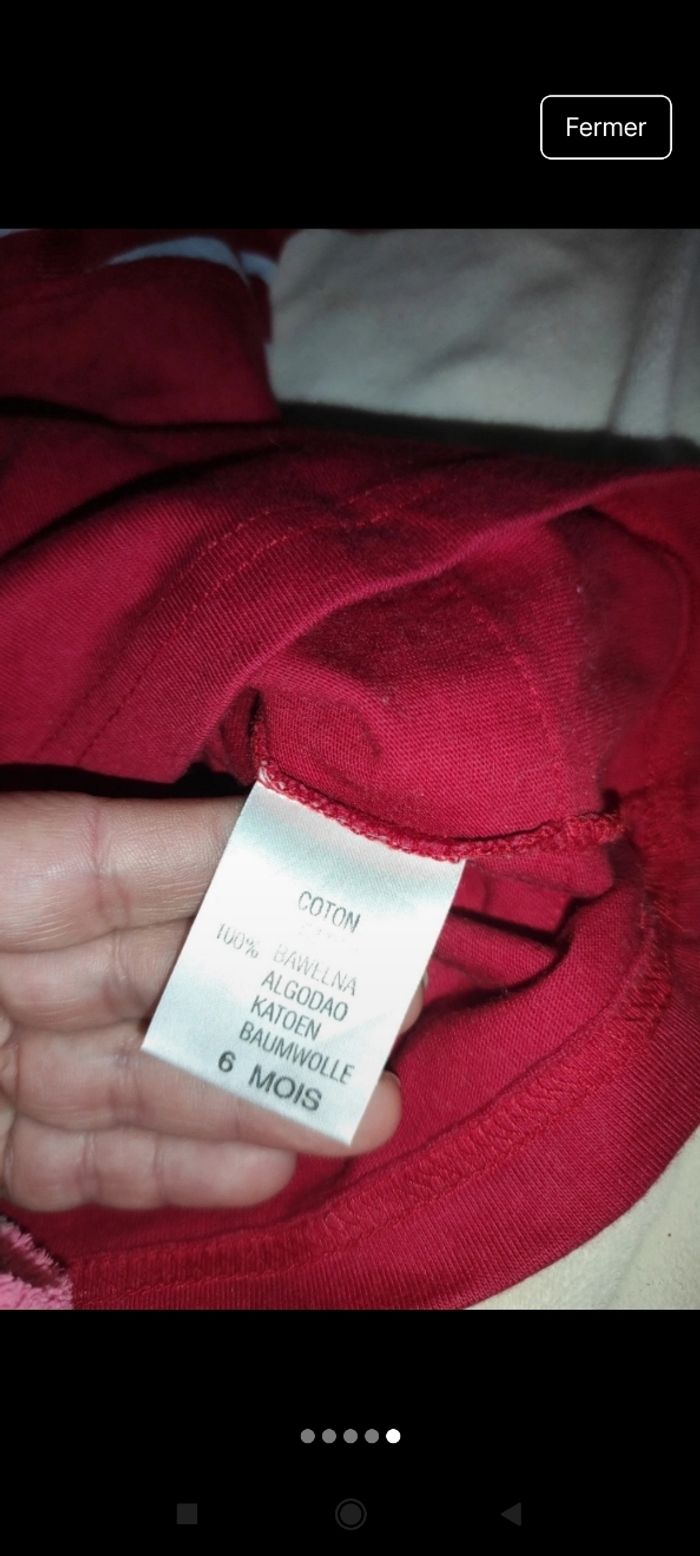 Fermer
COTON
100% BAWELNA
ALGODAO
KATOEN
BAUMWOLLE
6 MOIS